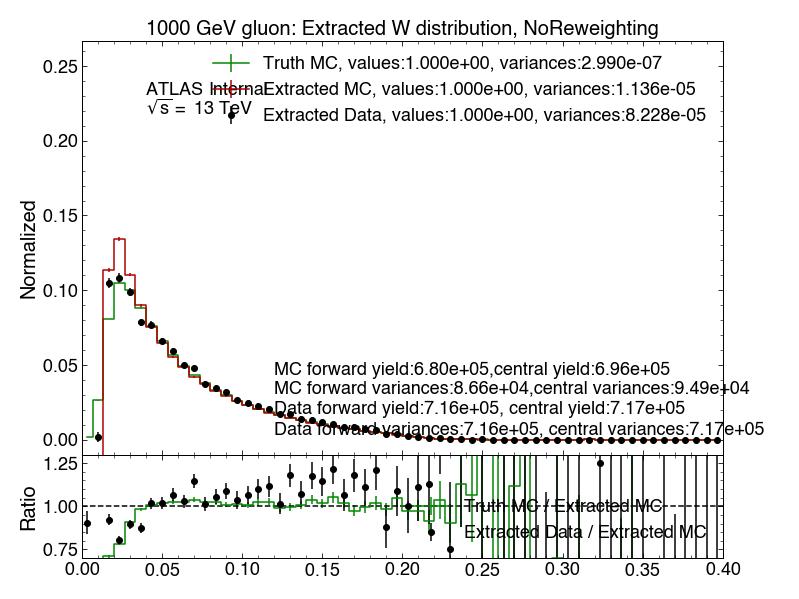 1000 GeV gluon: Extracted W distribution, NoReweighting
Truth MC, values:1.000e+00, variances:2.990e-07
ATLAS Internal
Extracted MC, values:1.000e+00, variances:1.136e-05
√s = 13 TeV
Extracted Data, values:1.000e+00, variances:8.228e-05
Normalized
0.25
0.20
0.15
0.10
0.05
0.00
MC forward yield:6.80e+05,central yield:6.96e+05
MC forward variances:8.66e+04,central variances:9.49e+04
Data forward yield:7.16e+05, central yield:7.17e+05
Data forward variances:7.16e+05, central variances:7.17e+05
Ratio
1.25
1.00
0.75
Truth MC / Extracted MC
Extracted Data / Extracted MC
0.00 0.05 0.10 0.15 0.20 0.25 0.30 0.35 0.40